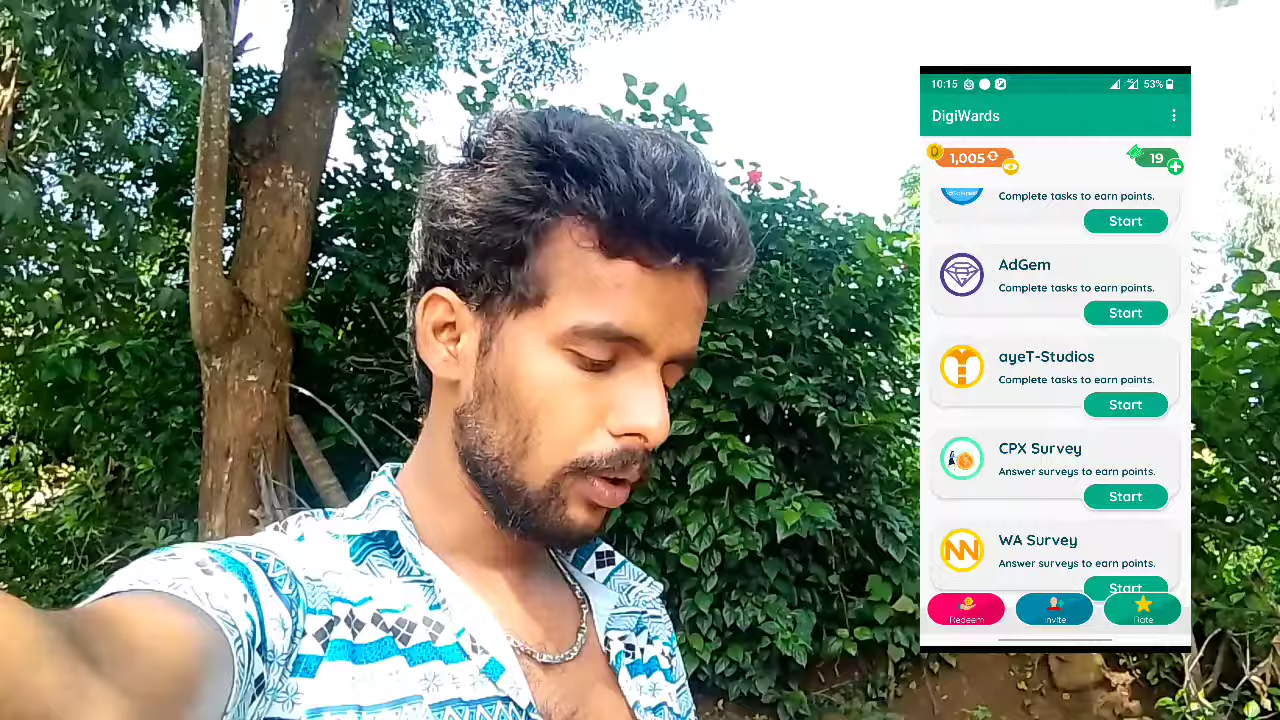 10:15
53%
DigiWards
1,005
19
Complete tasks to earn points.
Start
AdGem
Complete tasks to earn points.
Start
ayeT-Studios
Complete tasks to earn points.
Start
CPX Survey
Answer surveys to earn points.
Start
WA Survey
Answer surveys to earn points.
Start
Redeem
Invite
Rate